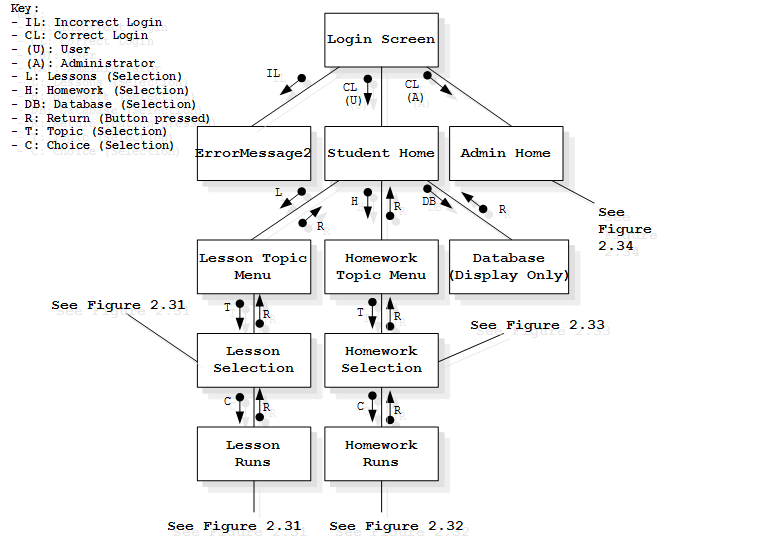 Key:
- IL: Incorrect Login
- CL: Correct Login
- (U): User
- (A): Administrator
- L: Lessons (Selection)
- H: Homework (Selection)
- DB: Database (Selection)
- R: Return (Button pressed)
- T: Topic (Selection)
- C: Choice (Selection)
Login Screen
IL
CL
(U)
CL
(A)
ErrorMessage2
Student Home
Admin Home
L
R
H
R
DB
R
See
Figure
2.34
Lesson Topic
Menu
Homework
Topic Menu
Database
(Display Only)
See Figure 2.31
T
R
T
R
See Figure 2.33
Lesson
Selection
Homework
Selection
C
R
C
R
Lesson
Runs
Homework
Runs
See Figure 2.31
See Figure 2.32